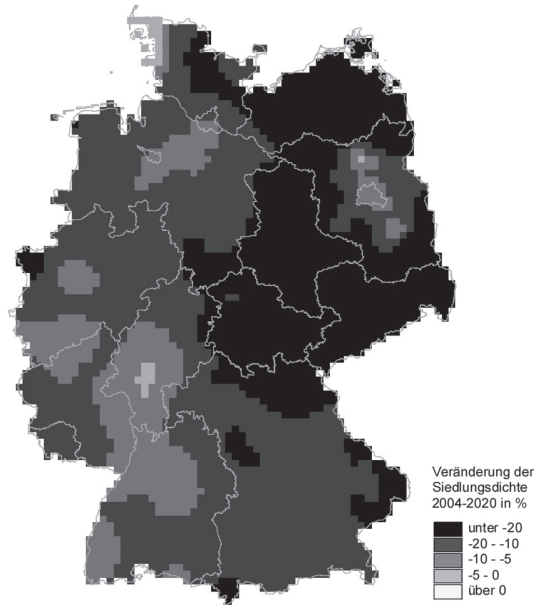 Veränderung der
Siedlungsdichte
2004-2020 in %
unter -20
-20 - -10
-10 - -5
-5 - 0
über 0